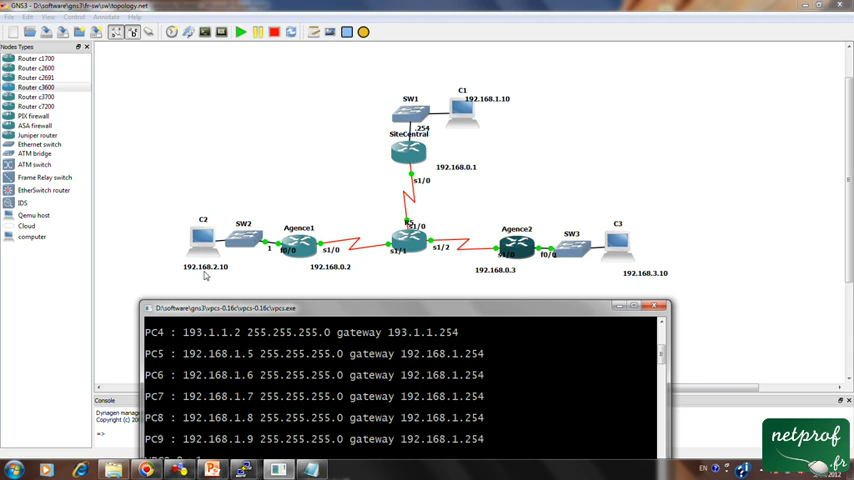 GNS3 - D:\software\gns3\fr-sw\sw\topology.net
File Edit View Control Annotate Help
Nodes Types
Router c1700
Router c2600
Router c2691
Router c3600
Router c3700
Router c7200
PIX firewall
ASA firewall
Juniper router
Ethernet switch
ATM bridge
ATM switch
Frame Relay switch
EtherSwitch router
IDS
Qemu host
Cloud
computer
SW1
C1
192.168.1.10
.254
SiteCentral
192.168.0.1
s1/0
s1/0
C2
SW2
Agence1
1
f0/0
s1/0
s1/1
s1/2
Agence2
s1/0
f0/0
SW3
C3
192.168.2.10
192.168.0.2
192.168.0.3
192.168.3.10
D:\software\gns3\vpcs-0.16c\vpcs-0.16c\vpcs.exe
PC4 : 193.1.1.2 255.255.255.0 gateway 193.1.1.254
PC5 : 192.168.1.5 255.255.255.0 gateway 192.168.1.254
PC6 : 192.168.1.6 255.255.255.0 gateway 192.168.1.254
PC7 : 192.168.1.7 255.255.255.0 gateway 192.168.1.254
PC8 : 192.168.1.8 255.255.255.0 gateway 192.168.1.254
PC9 : 192.168.1.9 255.255.255.0 gateway 192.168.1.254
Console
Dynagen
Copyright (c)
=>
EN
netprof
.fr